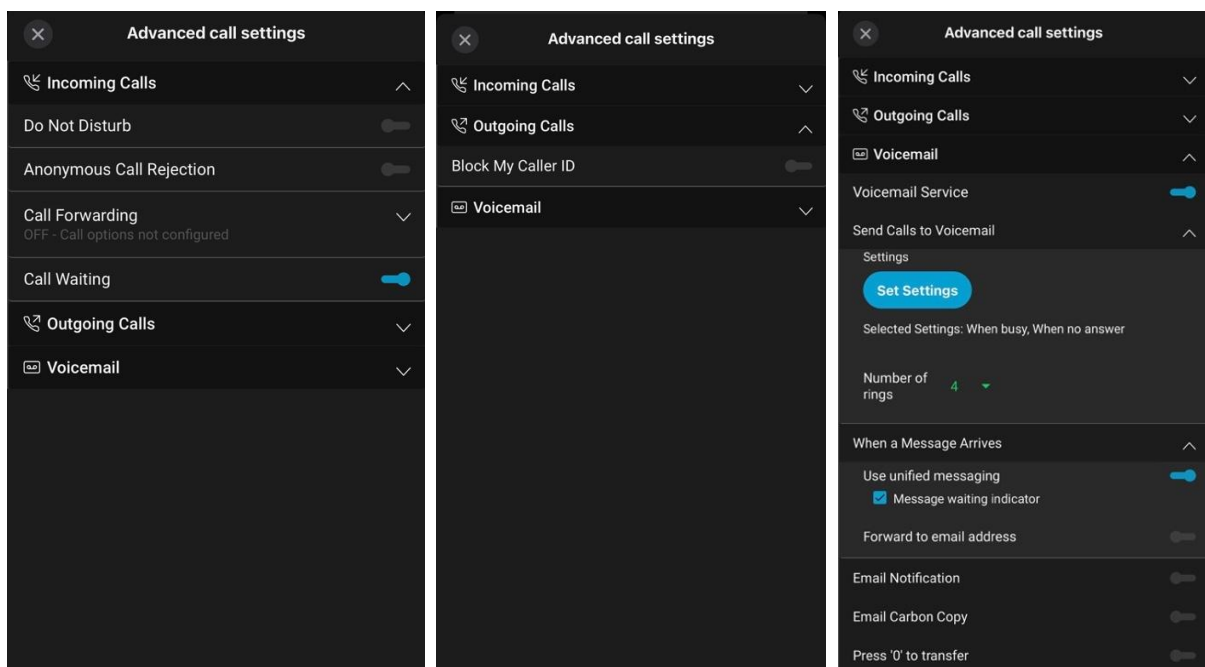 Advanced call settings
Incoming Calls
Do Not Disturb
Anonymous Call Rejection
Call Forwarding
OFF - Call options not configured
Call Waiting
Outgoing Calls
Voicemail
Advanced call settings
Incoming Calls
Outgoing Calls
Block My Caller ID
Voicemail
Advanced call settings
Incoming Calls
Outgoing Calls
Voicemail
Voicemail Service
Send Calls to Voicemail
Settings
Set Settings
Selected Settings: When busy, When no answer
Number of
rings
4
When a Message Arrives
Use unified messaging
Message waiting indicator
Forward to email address
Email Notification
Email Carbon Copy
Press '0' to transfer